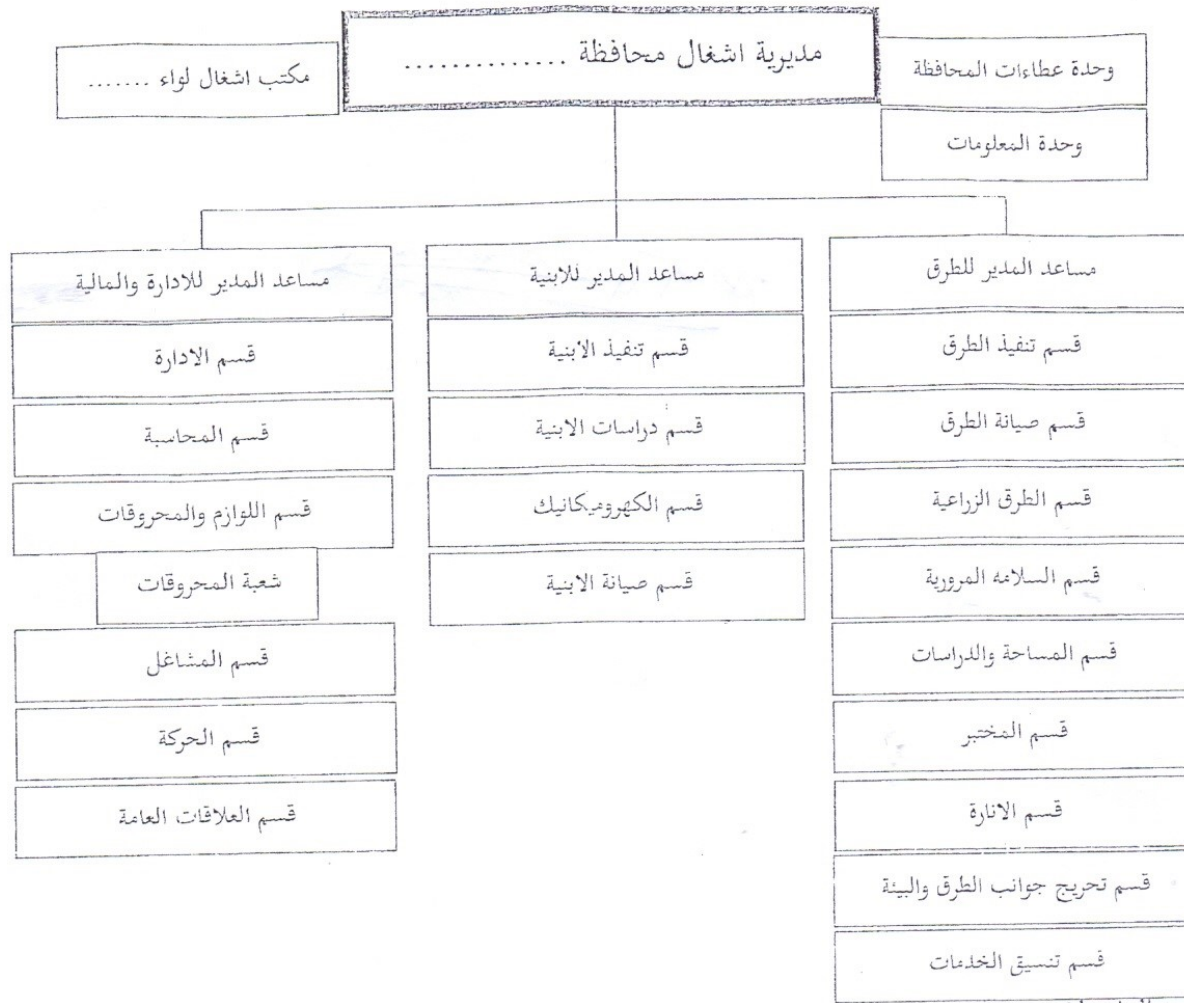 مديرية اشغال محافظة ..............
وحدة عطاءات المحافظة
مكتب اشغال لواء .......
وحدة المعلومات
مساعد المدير للطرق
قسم تنفيذ الطرق
قسم صيانة الطرق
قسم الطرق الزراعية
قسم السلامه المرورية
قسم المساحة والدراسات
قسم المختبر
قسم الانارة
قسم تحريج جوانب الطرق والبيئة
قسم تنسيق الخدمات
مساعد المدير للابنية
قسم تنفيذ الابنية
قسم دراسات الابنية
قسم الكهروميكانيك
قسم صيانة الابنية
مساعد المدير للادارة والمالية
قسم الادارة
قسم المحاسبة
قسم اللوازم والمحروقات
شعبة المحروقات
قسم المشاغل
قسم الحركة
قسم العلاقات العامة